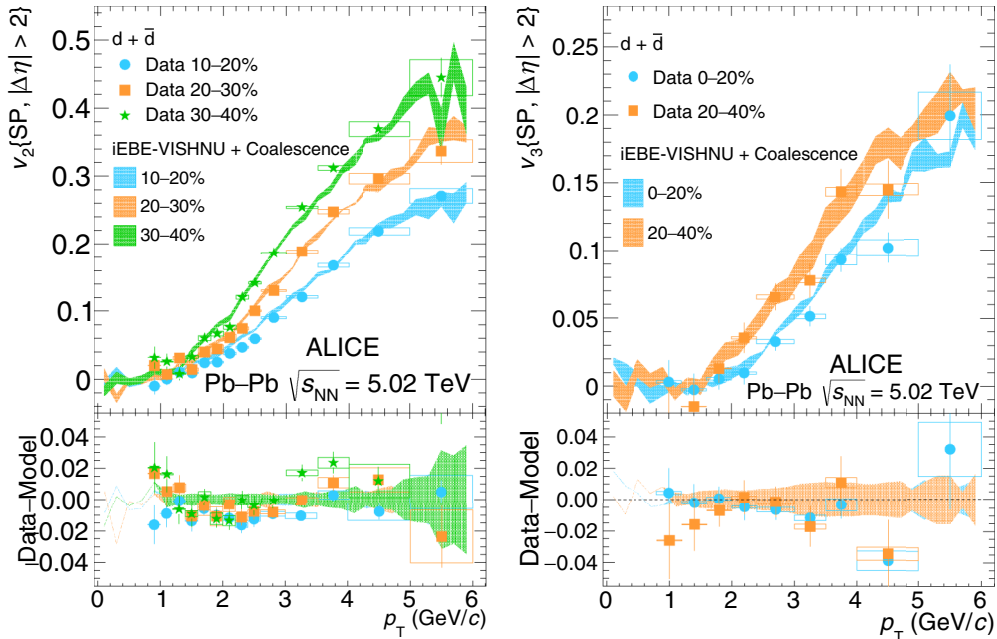 v₂{SP, |Δη| > 2}
0.5
0.4
0.3
0.2
0.1
0
d + d̄
Data 10–20%
Data 20–30%
Data 30–40%
iEBE-VISHNU + Coalescence
10–20%
20–30%
30–40%
ALICE
Pb–Pb √s_NN = 5.02 TeV
Data–Model
0.04
0.02
0.00
−0.02
−0.04
0 1 2 3 4 5 6
p_T (GeV/c)
v₃{SP, |Δη| > 2}
0.25
0.2
0.15
0.1
0.05
0
d + d̄
Data 0–20%
Data 20–40%
iEBE-VISHNU + Coalescence
0–20%
20–40%
ALICE
Pb–Pb √s_NN = 5.02 TeV
Data–Model
0.04
0.02
0.00
−0.02
−0.04
0 1 2 3 4 5 6
p_T (GeV/c)